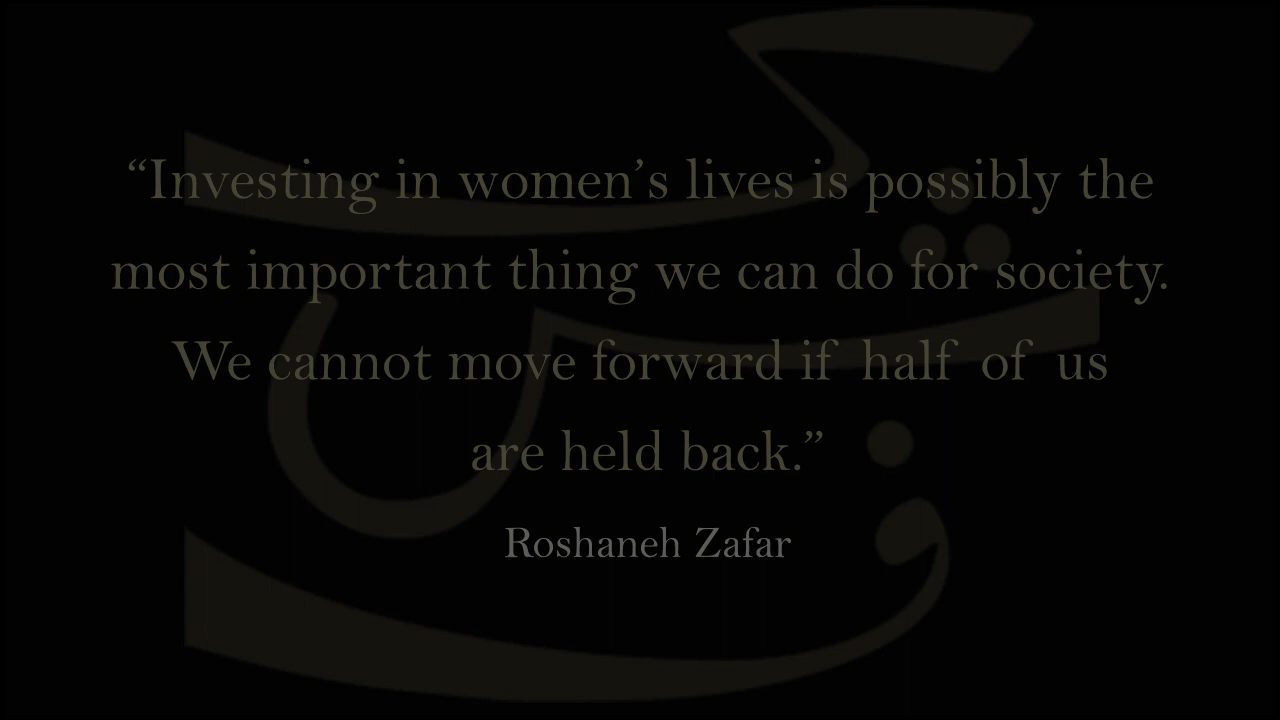 “Investing in women’s lives is possibly the
most important thing we can do for society.
We cannot move forward if half of us
are held back.”
Roshaneh Zafar